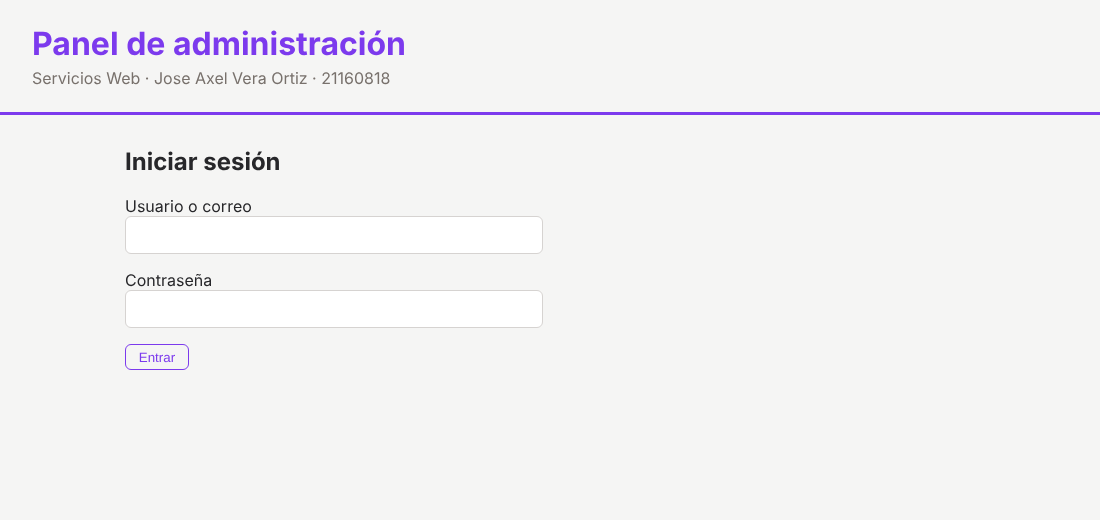 Panel de administración
Servicios Web · Jose Axel Vera Ortiz · 21160818
Iniciar sesión
Usuario o correo
Contraseña
Entrar